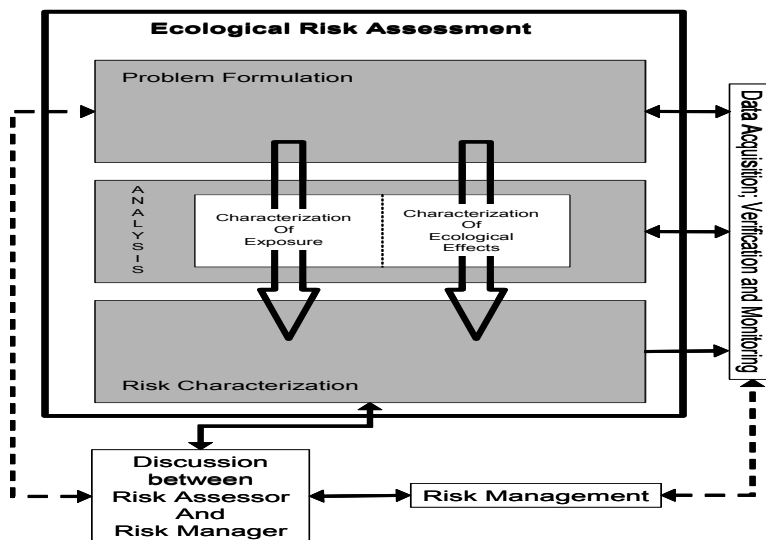 Ecological Risk Assessment
Problem Formulation
ANALYSIS
Characterization
Of
Exposure
Characterization
Of
Ecological
Effects
Risk Characterization
Data Acquisition; Verification and Monitoring
Discussion
between
Risk Assessor
And
Risk Manager
Risk Management